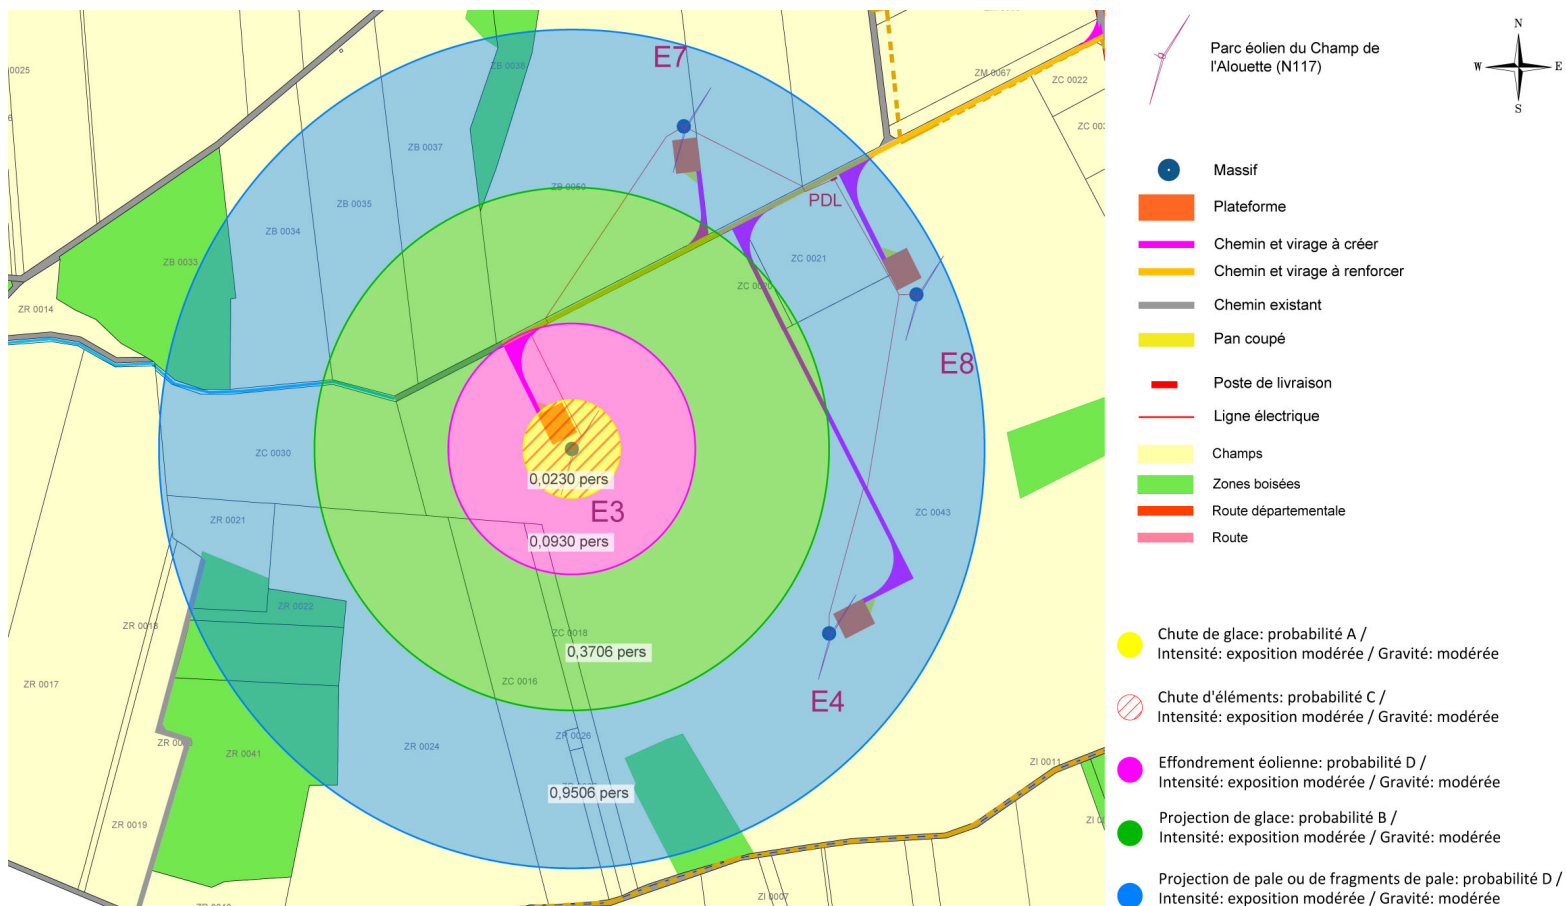 0025
ZB 0038
E7
ZM 0067
ZC 0022
ZB 0037
ZB 0050
ZB 0035
ZB 0034
PDL
ZC 0021
ZB 0033
ZC 0020
ZR 0014
E8
ZC 0030
0,0230 pers
E3
ZR 0021
ZC 0043
0,0930 pers
ZR 0022
ZR 0018
ZC 0018
0,3706 pers
ZR 0017
ZC 0016
E4
ZR 0041
ZR 0024
ZR 0026
ZI 0011
0,9506 pers
ZR 0019
ZI 0007
Parc éolien du Champ de
l'Alouette (N117)
N
W
E
S
Massif
Plateforme
Chemin et virage à créer
Chemin et virage à renforcer
Chemin existant
Pan coupé
Poste de livraison
Ligne électrique
Champs
Zones boisées
Route départementale
Route
Chute de glace: probabilité A /
Intensité: exposition modérée / Gravité: modérée
Chute d'éléments: probabilité C /
Intensité: exposition modérée / Gravité: modérée
Effondrement éolienne: probabilité D /
Intensité: exposition modérée / Gravité: modérée
Projection de glace: probabilité B /
Intensité: exposition modérée / Gravité: modérée
Projection de pale ou de fragments de pale: probabilité D /
Intensité: exposition modérée / Gravité: modérée